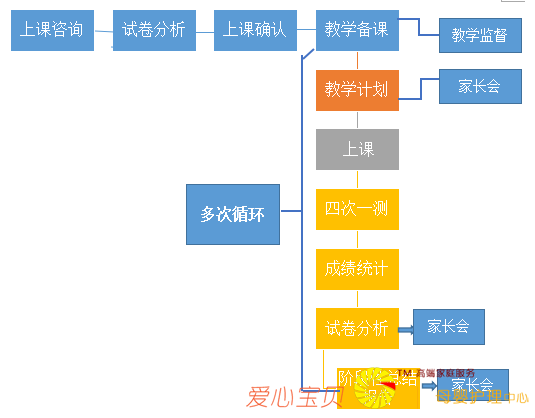 上课咨询
试卷分析
上课确认
教学备课
教学监督
教学计划
家长会
上课
多次循环
四次一测
成绩统计
试卷分析
家长会
阶段性总结
家长会
TM 高端家庭服务
爱心宝贝
母婴护理中心